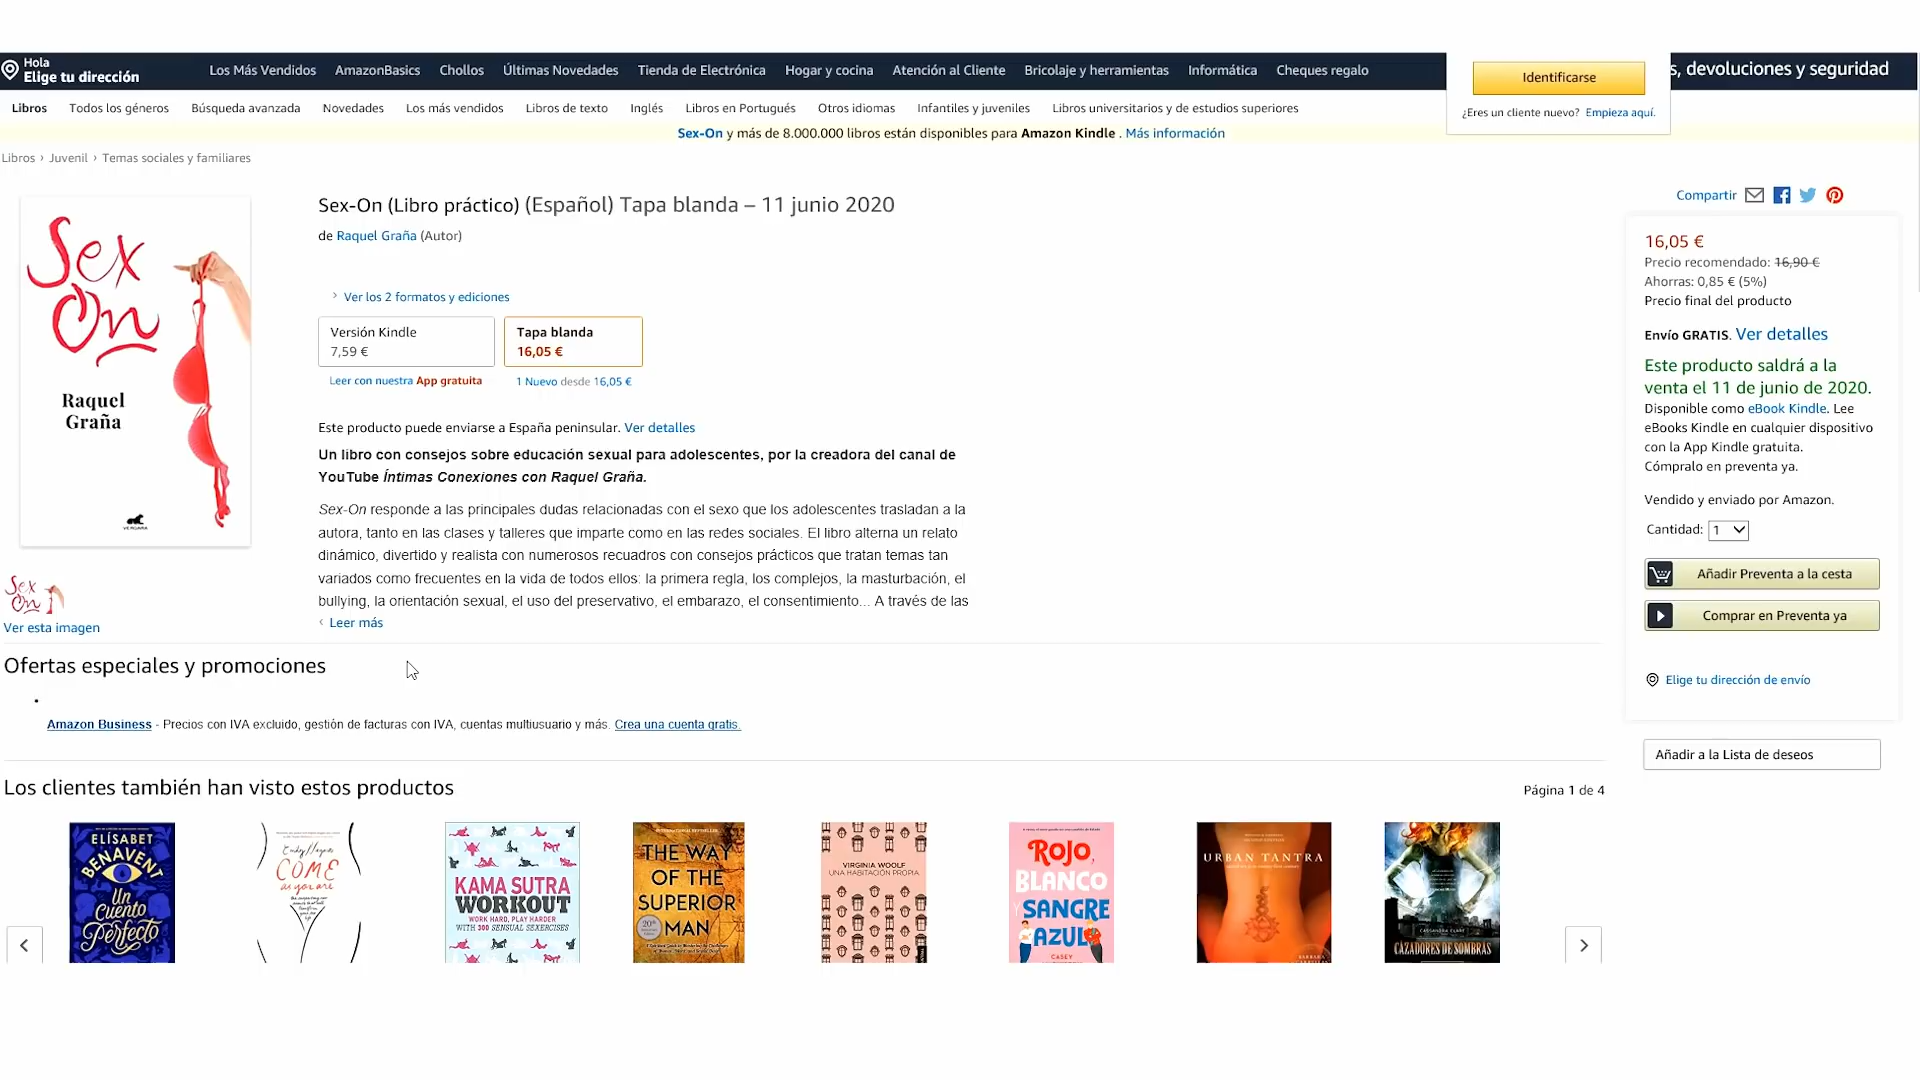 Hola
Elige tu dirección
Los Más Vendidos AmazonBasics Chollos Últimas Novedades Tienda de Electrónica Hogar y cocina Atención al Cliente Bricolaje y herramientas Informática Cheques regalo
s, devoluciones y seguridad
Identificarse
¿Eres un cliente nuevo? Empieza aquí.
Libros Todos los géneros Búsqueda avanzada Novedades Los más vendidos Libros de texto Inglés Libros en Portugués Otros idiomas Infantiles y juveniles Libros universitarios y de estudios superiores
Sex-On y más de 8.000.000 libros están disponibles para Amazon Kindle . Más información
Libros › Juvenil › Temas sociales y familiares
Sex
On
Raquel
Graña
VERGARA
Sex
On
Ver esta imagen
Sex-On (Libro práctico) (Español) Tapa blanda – 11 junio 2020
de Raquel Graña (Autor)
› Ver los 2 formatos y ediciones
Versión Kindle
7,59 €
Tapa blanda
16,05 €
Leer con nuestra App gratuita
1 Nuevo desde 16,05 €
Este producto puede enviarse a España peninsular. Ver detalles
Un libro con consejos sobre educación sexual para adolescentes, por la creadora del canal de
YouTube Íntimas Conexiones con Raquel Graña.
Sex-On responde a las principales dudas relacionadas con el sexo que los adolescentes trasladan a la
autora, tanto en las clases y talleres que imparte como en las redes sociales. El libro alterna un relato
dinámico, divertido y realista con numerosos recuadros con consejos prácticos que tratan temas tan
variados como frecuentes en la vida de todos ellos: la primera regla, los complejos, la masturbación, el
bullying, la orientación sexual, el uso del preservativo, el embarazo, el consentimiento... A través de las
‹ Leer más
Compartir
16,05 €
Precio recomendado: 16,90 €
Ahorras: 0,85 € (5%)
Precio final del producto
Envío GRATIS. Ver detalles
Este producto saldrá a la
venta el 11 de junio de 2020.
Disponible como eBook Kindle. Lee
eBooks Kindle en cualquier dispositivo
con la App Kindle gratuita.
Cómpralo en preventa ya.
Vendido y enviado por Amazon.
Cantidad: 1
Añadir Preventa a la cesta
Comprar en Preventa ya
Elige tu dirección de envío
Añadir a la Lista de deseos
Ofertas especiales y promociones
Amazon Business - Precios con IVA excluido, gestión de facturas con IVA, cuentas multiusuario y más. Crea una cuenta gratis.
Los clientes también han visto estos productos
Página 1 de 4
ELÍSABET
BENAVENT
Un
Cuento
Perfecto
Emily Nagoski
COME
as you are
KAMA SUTRA
WORKOUT
WORK HARD, PLAY HARDER
WITH 300 SENSUAL SEXERCISES
THE WAY
OF THE
SUPERIOR
MAN
VIRGINIA WOOLF
UNA HABITACIÓN PROPIA
ROJO,
BLANCO
Y SANGRE
AZUL
CASEY
URBAN TANTRA
BARBARA
CASSANDRA CLARE
CAZADORES DE SOMBRAS